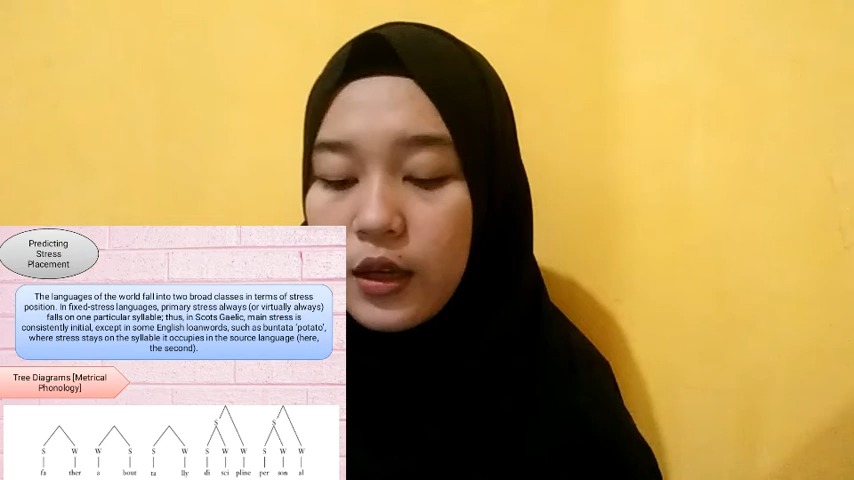 Predicting
Stress
Placement
The languages of the world fall into two broad classes in terms of stress
position. In fixed-stress languages, primary stress always (or virtually always)
falls on one particular syllable; thus, in Scots Gaelic, main stress is
consistently initial, except in some English loanwords, such as buntata 'potato',
where stress stays on the syllable it occupies in the source language (here,
the second).
Tree Diagrams [Metrical
Phonology]
S S
S W W S S W S W W S W W
fa ther a bout ra lly di sci pline per son al